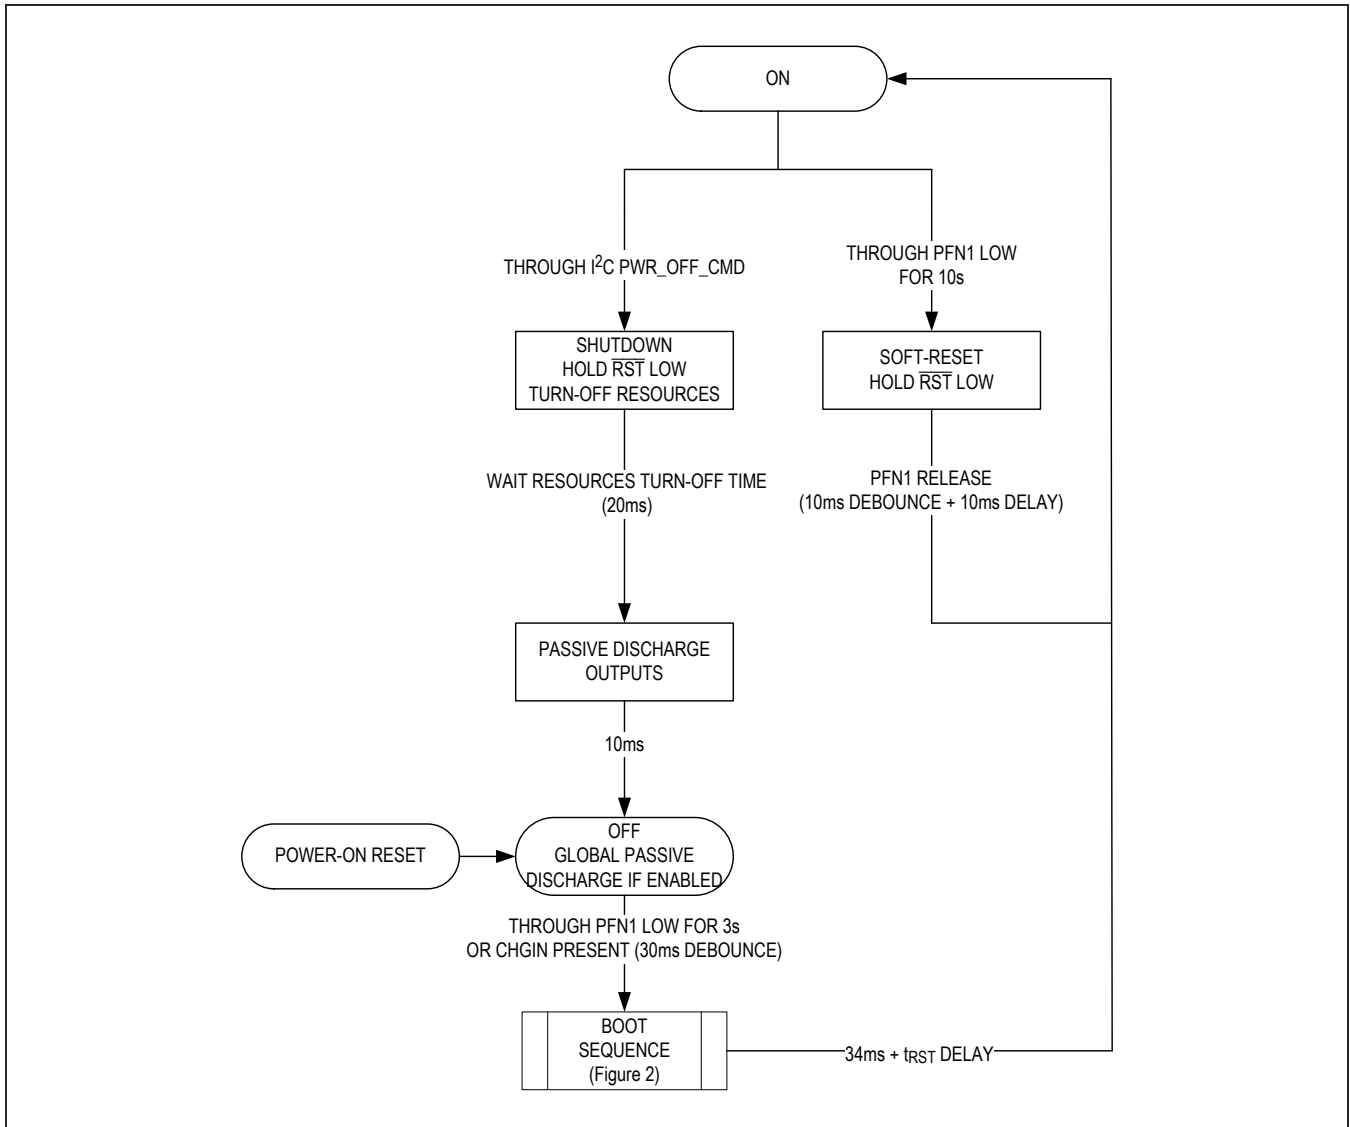 ON
THROUGH I²C PWR_OFF_CMD
THROUGH PFN1 LOW
FOR 10s
SHUTDOWN
HOLD R̅S̅T̅ LOW
TURN-OFF RESOURCES
SOFT-RESET
HOLD R̅S̅T̅ LOW
WAIT RESOURCES TURN-OFF TIME
(20ms)
PFN1 RELEASE
(10ms DEBOUNCE + 10ms DELAY)
PASSIVE DISCHARGE
OUTPUTS
10ms
POWER-ON RESET
OFF
GLOBAL PASSIVE
DISCHARGE IF ENABLED
THROUGH PFN1 LOW FOR 3s
OR CHGIN PRESENT (30ms DEBOUNCE)
BOOT
SEQUENCE
(Figure 2)
34ms + tRST DELAY